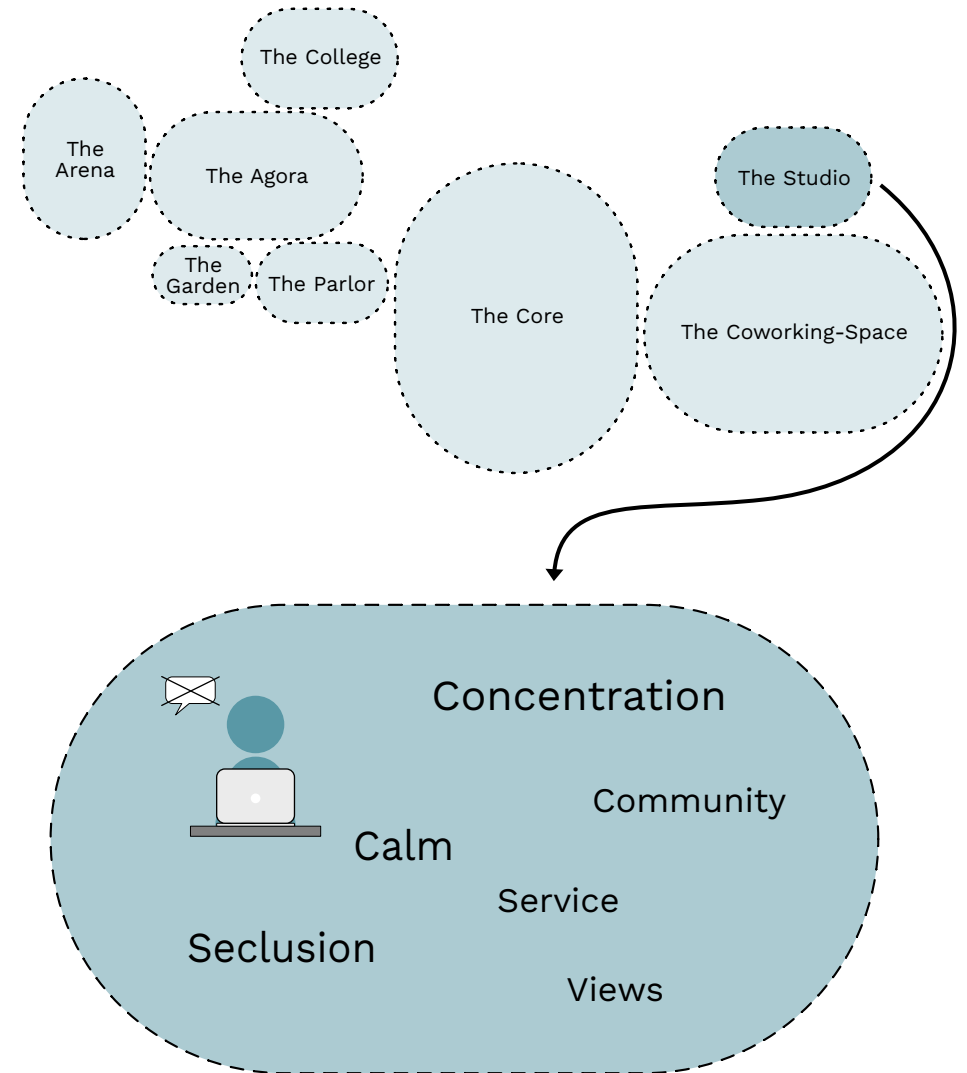 The College
The
Arena
The Agora
The Studio
The
Garden
The Parlor
The Core
The Coworking-Space
Concentration
Community
Calm
Service
Seclusion
Views